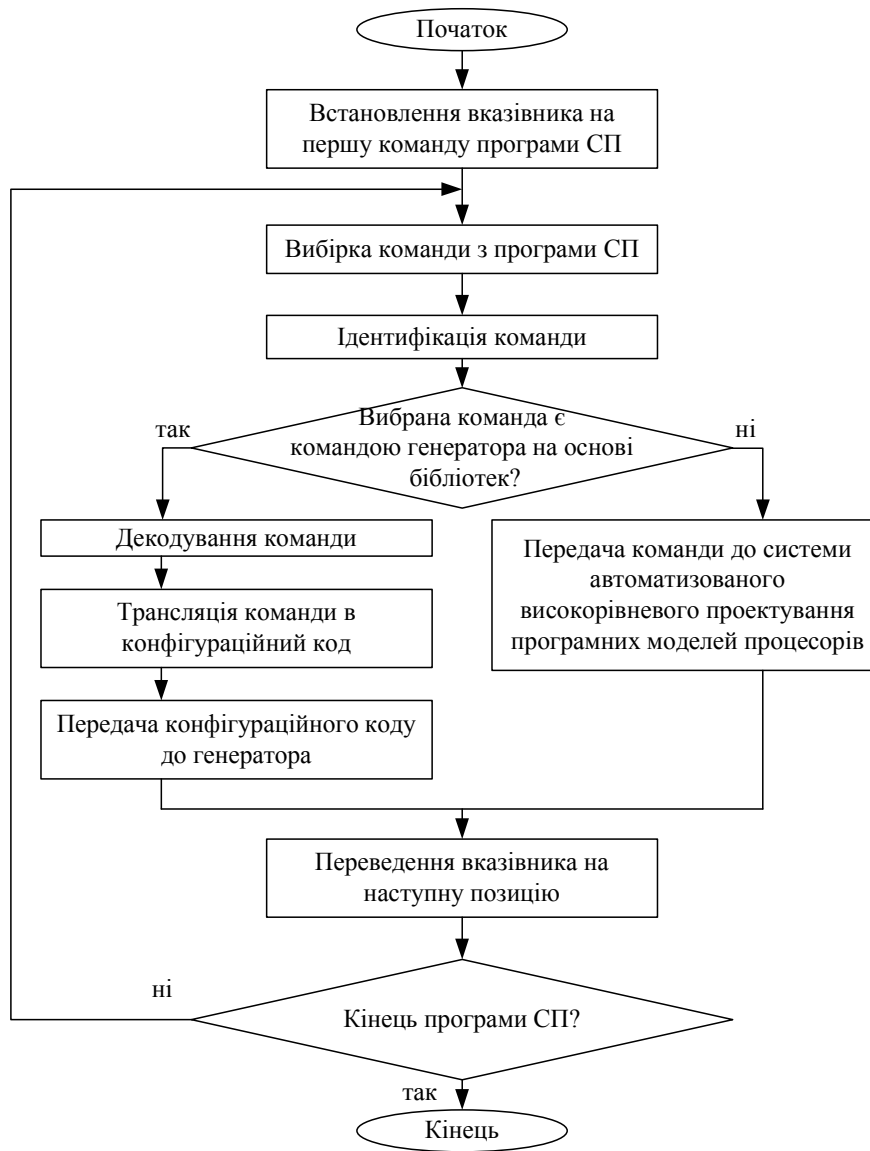 Початок
Встановлення вказівника на
першу команду програми СП
Вибірка команди з програми СП
Ідентифікація команди
Вибрана команда є
командою генератора на основі
бібліотек?
так
ні
Декодування команди
Трансляція команди в
конфігураційний код
Передача конфігураційного коду
до генератора
Передача команди до системи
автоматизованого
високорівневого проектування
програмних моделей процесорів
Переведення вказівника на
наступну позицію
ні
Кінець програми СП?
так
Кінець